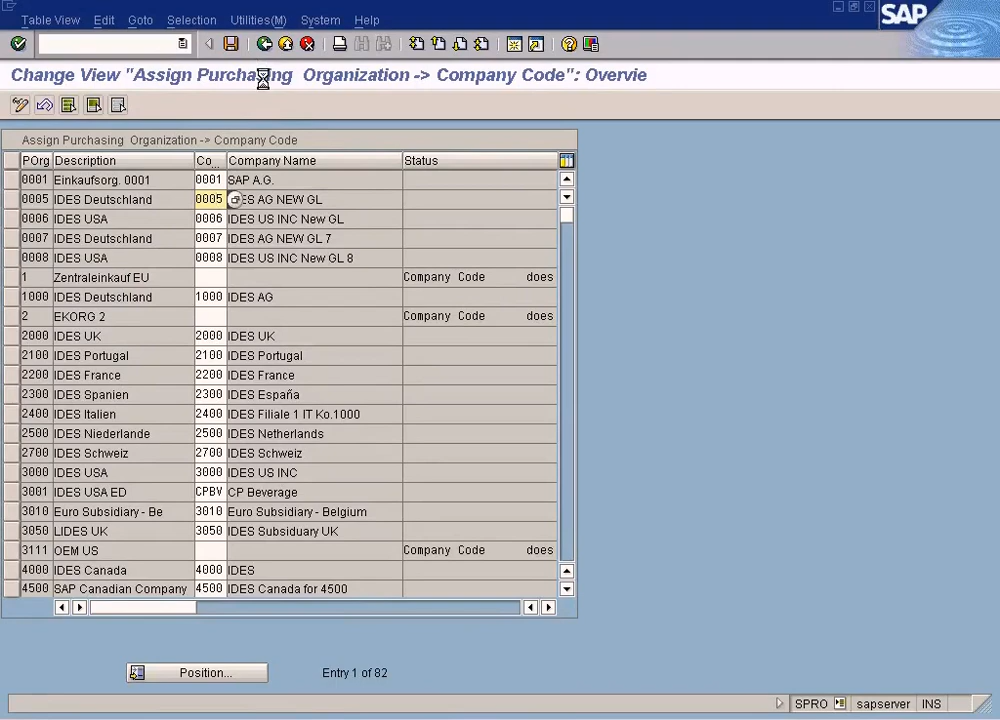 Table View Edit Goto Selection Utilities(M) System Help
SAP
Change View "Assign Purchasing Organization -> Company Code": Overvie
Assign Purchasing Organization -> Company Code
POrg Description Co... Company Name Status
0001 Einkaufsorg. 0001 0001 SAP A.G.
0005 IDES Deutschland 0005 ES AG NEW GL
0006 IDES USA 0006 IDES US INC New GL
0007 IDES Deutschland 0007 IDES AG NEW GL 7
0008 IDES USA 0008 IDES US INC New GL 8
1 Zentraleinkauf EU Company Code does
1000 IDES Deutschland 1000 IDES AG
2 EKORG 2 Company Code does
2000 IDES UK 2000 IDES UK
2100 IDES Portugal 2100 IDES Portugal
2200 IDES France 2200 IDES France
2300 IDES Spanien 2300 IDES España
2400 IDES Italien 2400 IDES Filiale 1 IT Ko.1000
2500 IDES Niederlande 2500 IDES Netherlands
2700 IDES Schweiz 2700 IDES Schweiz
3000 IDES USA 3000 IDES US INC
3001 IDES USA ED CPBV CP Beverage
3010 Euro Subsidiary - Be 3010 Euro Subsidiary - Belgium
3050 LIDES UK 3050 IDES Subsiduary UK
3111 OEM US Company Code does
4000 IDES Canada 4000 IDES
4500 SAP Canadian Company 4500 IDES Canada for 4500
Position... Entry 1 of 82
SPRO sapserver INS